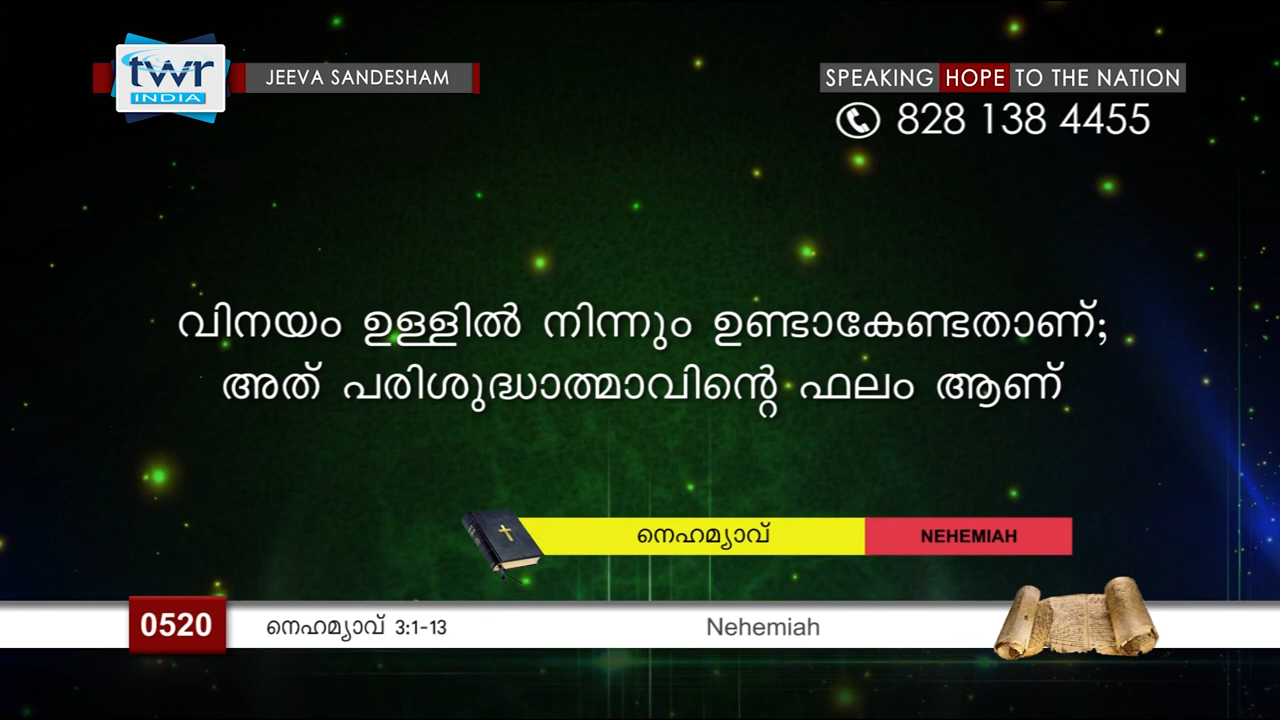 twr
INDIA
JEEVA SANDESHAM
SPEAKING HOPE TO THE NATION
828 138 4455
വിനയം ഉള്ളിൽ നിന്നും ഉണ്ടാകേണ്ടതാണ്;
അത് പരിശുദ്ധാത്മാവിന്റെ ഫലം ആണ്
നെഹമ്യാവ് NEHEMIAH
0520 നെഹമ്യാവ് 3:1-13 Nehemiah